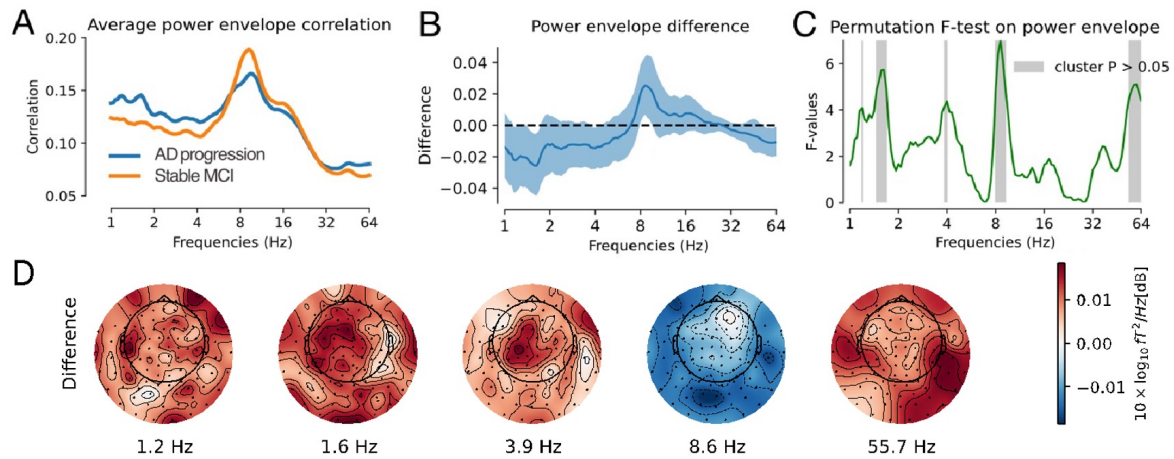 A
Average power envelope correlation
0.20
0.15
0.10
0.05
Correlation
AD progression
Stable MCI
1 2 4 8 16 32 64
Frequencies (Hz)
B
Power envelope difference
0.04
0.02
0.00
−0.02
−0.04
Difference
1 2 4 8 16 32 64
Frequencies (Hz)
C
Permutation F-test on power envelope
cluster P > 0.05
6
4
2
0
F-values
1 2 4 8 16 32 64
Frequencies (Hz)
D
Difference
1.2 Hz
1.6 Hz
3.9 Hz
8.6 Hz
55.7 Hz
0.01
0.00
−0.01
10 × log₁₀ fT²/Hz[dB]